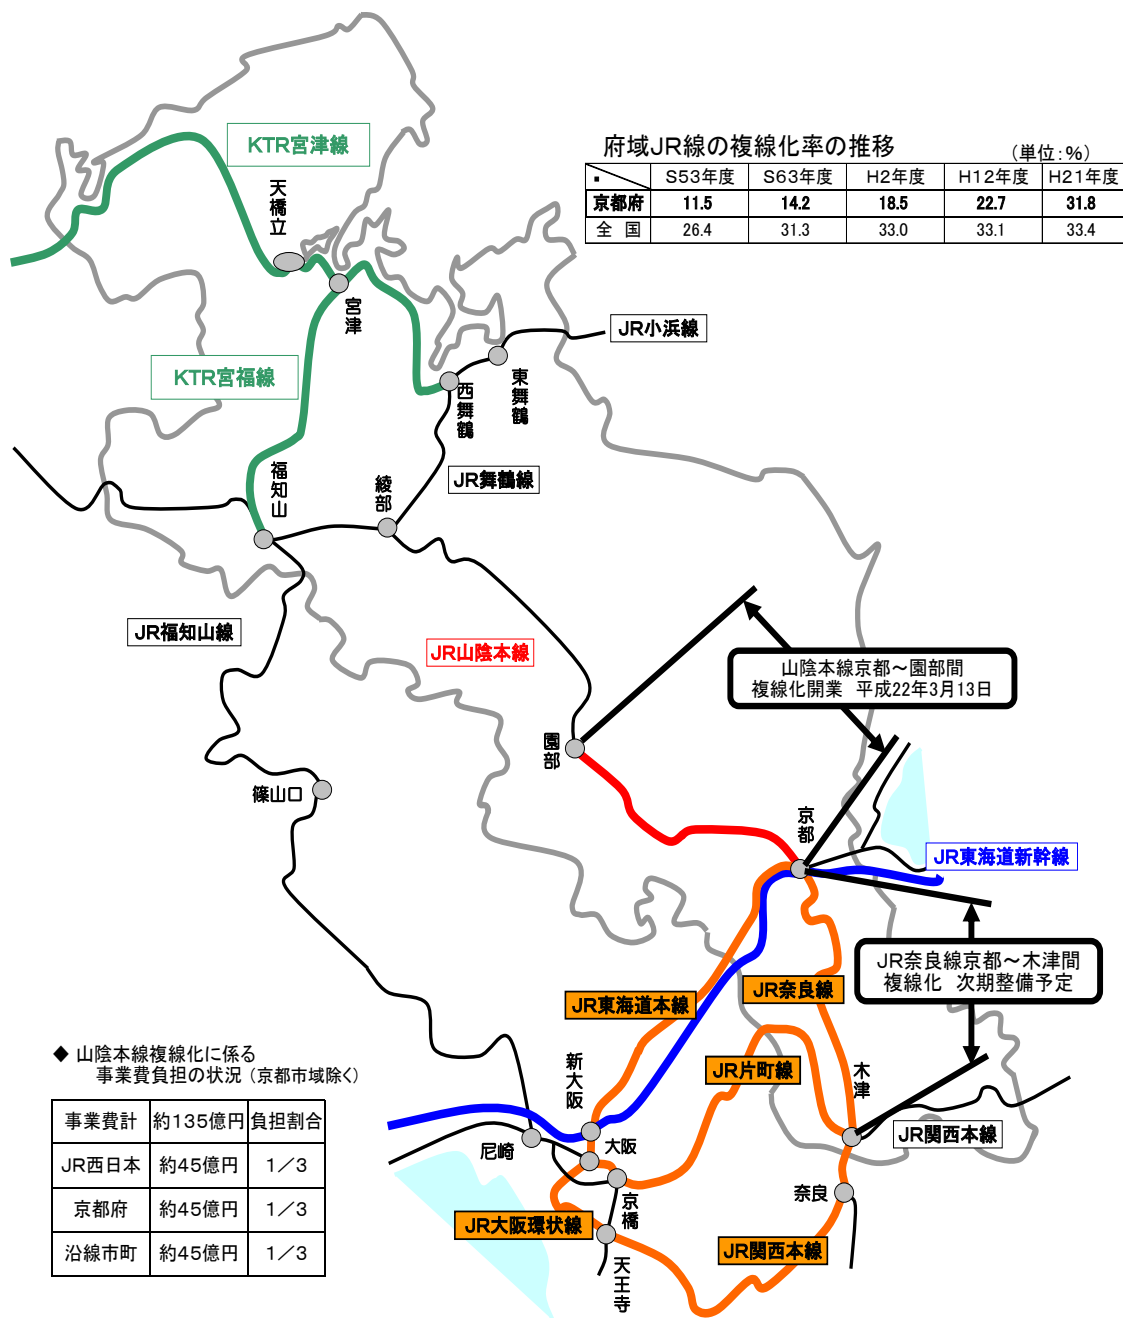 KTR宮津線
府域JR線の複線化率の推移
（単位：%）
S53年度 S63年度 H2年度 H12年度 H21年度
京都府 11.5 14.2 18.5 22.7 31.8
全 国 26.4 31.3 33.0 33.1 33.4
天橋立
宮津
JR小浜線
KTR宮福線
西舞鶴
東舞鶴
福知山
綾部
JR舞鶴線
JR福知山線
JR山陰本線
山陰本線京都～園部間
複線化開業 平成22年3月13日
園部
篠山口
京都
JR東海道新幹線
JR奈良線京都～木津間
複線化 次期整備予定
JR東海道本線
JR奈良線
◆ 山陰本線複線化に係る
事業費負担の状況（京都市域除く）
新大阪
JR片町線
木津
事業費計 約135億円 負担割合
JR西日本 約45億円 1／3
京都府 約45億円 1／3
沿線市町 約45億円 1／3
尼崎
大阪
JR関西本線
京橋
奈良
JR大阪環状線
JR関西本線
天王寺